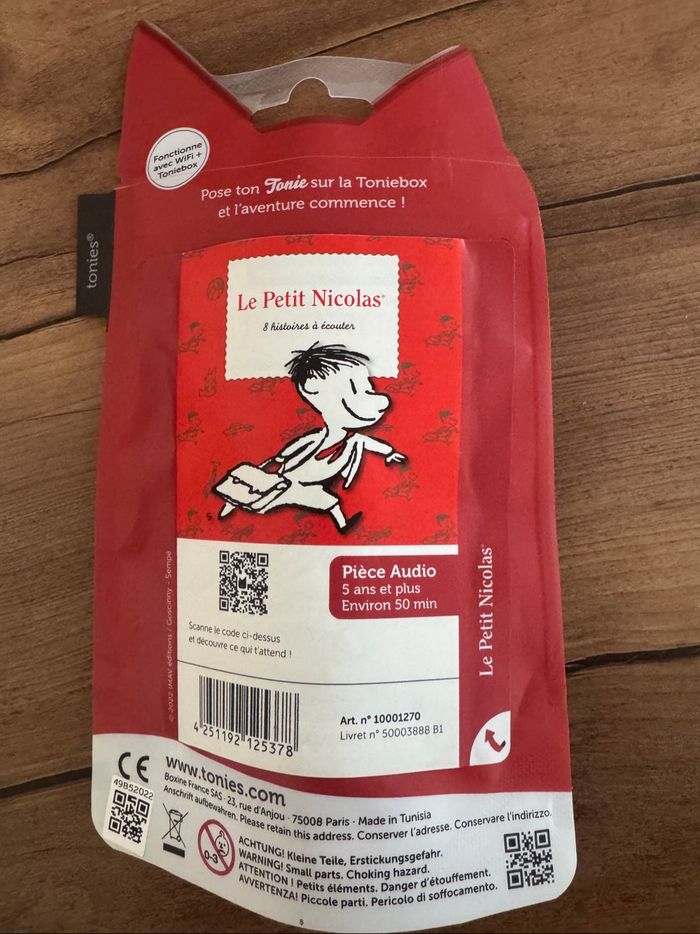 Fonctionne
avec WiFi +
Toniebox
Pose ton Tonie sur la Toniebox
et l'aventure commence !
tonies®
Le Petit Nicolas®
8 histoires à écouter
Pièce Audio
5 ans et plus
Environ 50 min
Scanne le code ci-dessus
et découvre ce qui t'attend !
© 2022 IMAV éditions / Goscinny - Sempé
Le Petit Nicolas®
Art. n° 10001270
Livret n° 50003888 B1
4 251192 125378
CE
www.tonies.com
Boxine France SAS · 23, rue d'Anjou · 75008 Paris · Made in Tunisia
Anschrift aufbewahren. Please retain this address. Conserver l'adresse. Conservare l'indirizzo.
49BS2022
0-3
ACHTUNG! Kleine Teile, Erstickungsgefahr.
WARNING! Small parts. Choking hazard.
ATTENTION ! Petits éléments. Danger d'étouffement.
AVVERTENZA! Piccole parti. Pericolo di soffocamento.